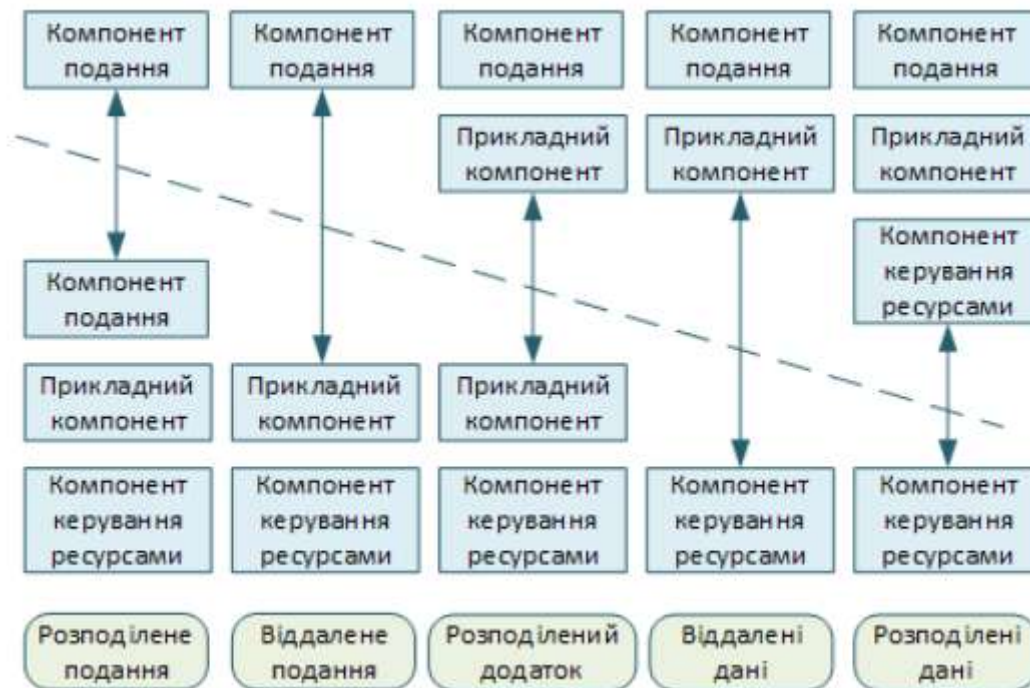 Компонент
подання
Компонент
подання
Компонент
подання
Компонент
подання
Компонент
подання
Прикладний
компонент
Прикладний
компонент
Прикладний
компонент
Компонент
керування
ресурсами
Компонент
подання
Прикладний
компонент
Прикладний
компонент
Прикладний
компонент
Компонент
керування
ресурсами
Компонент
керування
ресурсами
Компонент
керування
ресурсами
Компонент
керування
ресурсами
Компонент
керування
ресурсами
Розподілене
подання
Віддалене
подання
Розподілений
додаток
Віддалені
дані
Розподілені
дані